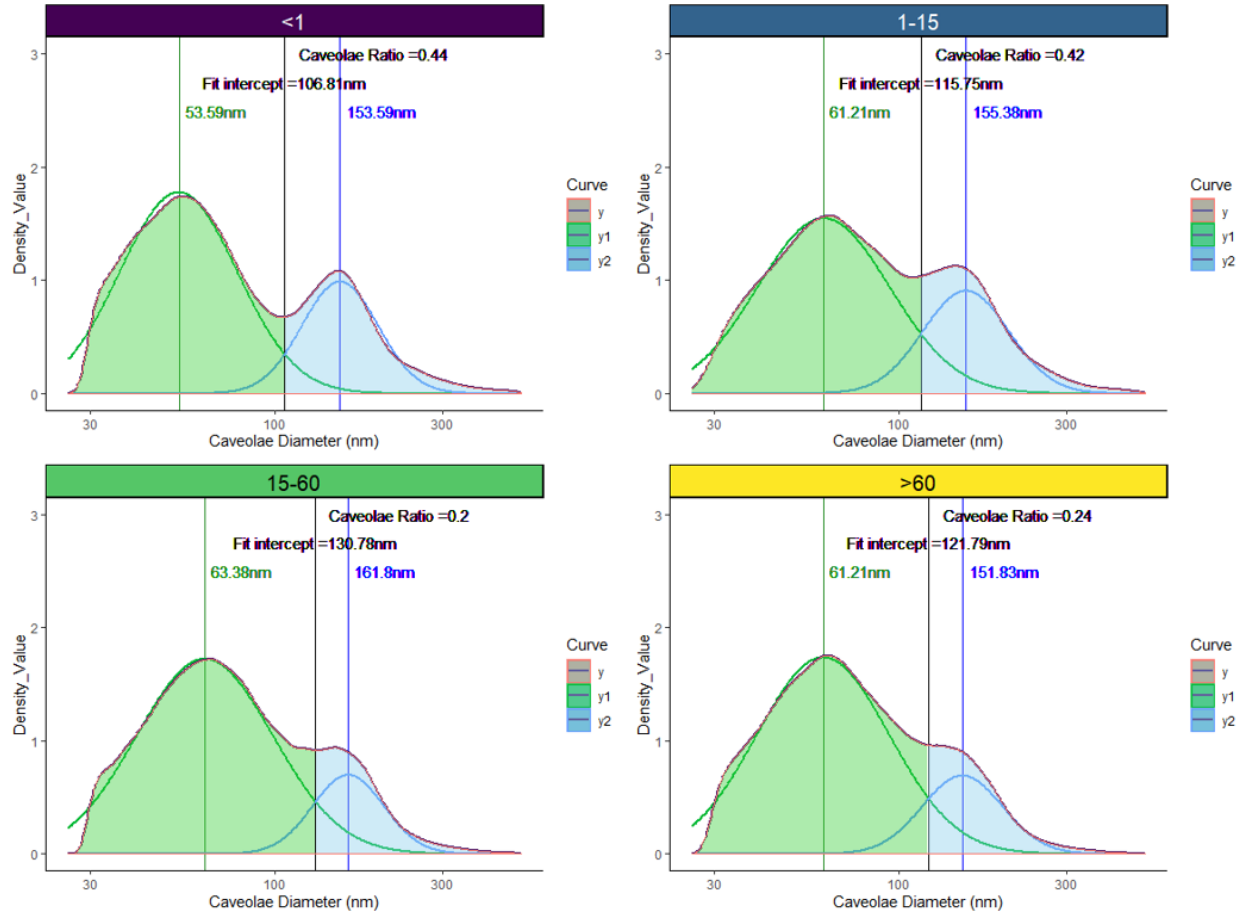 <1
Caveolae Ratio =0.44
Fit intercept =106.81nm
53.59nm
153.59nm
3
2
1
0
Density_Value
30
100
300
Caveolae Diameter (nm)
Curve
y
y1
y2
1-15
Caveolae Ratio =0.42
Fit intercept =115.75nm
61.21nm
155.38nm
3
2
1
0
Density_Value
30
100
300
Caveolae Diameter (nm)
Curve
y
y1
y2
15-60
Caveolae Ratio =0.2
Fit intercept =130.78nm
63.38nm
161.8nm
3
2
1
0
Density_Value
30
100
300
Caveolae Diameter (nm)
Curve
y
y1
y2
>60
Caveolae Ratio =0.24
Fit intercept =121.79nm
61.21nm
151.83nm
3
2
1
0
Density_Value
30
100
300
Caveolae Diameter (nm)
Curve
y
y1
y2